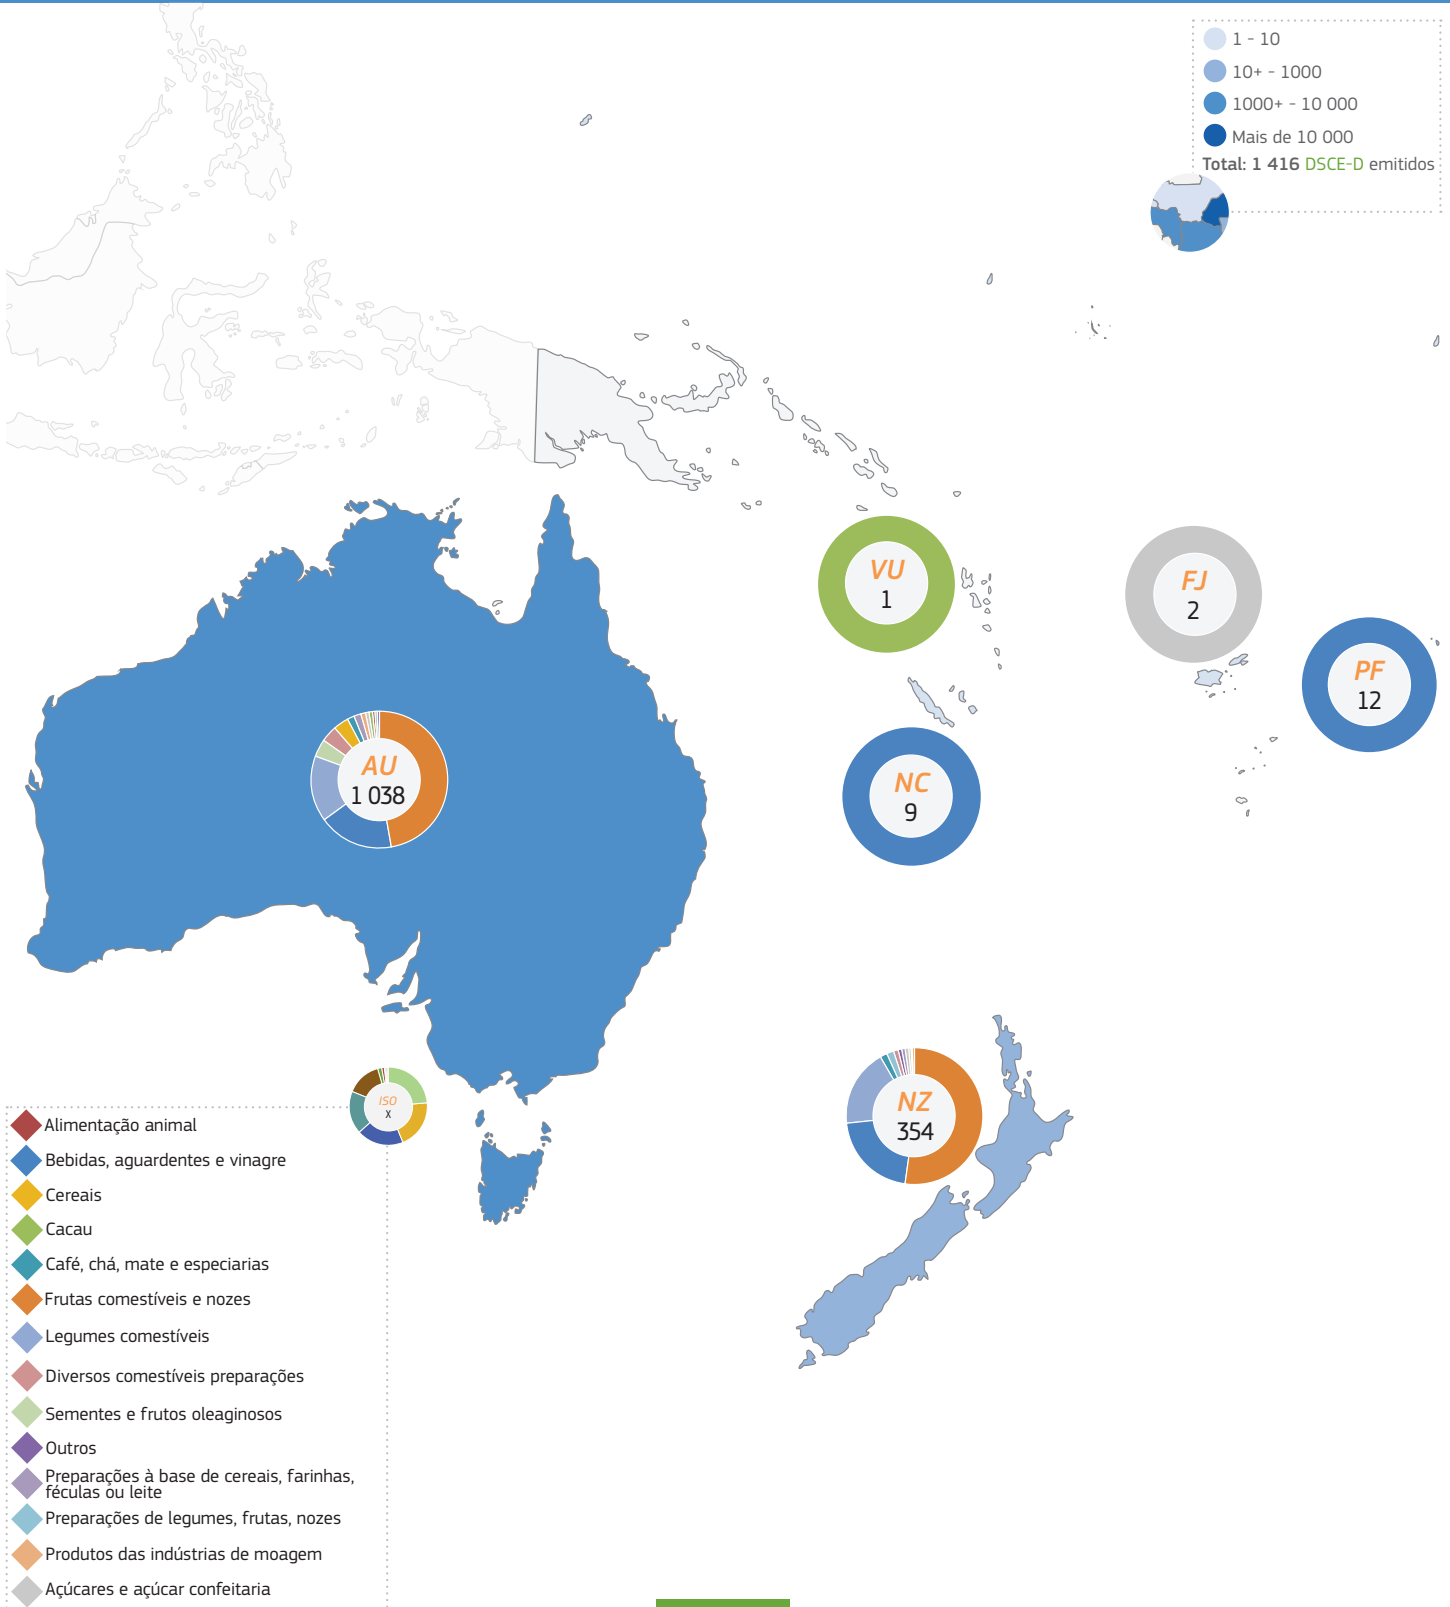 1 - 10
10+ - 1000
1000+ - 10 000
Mais de 10 000
Total: 1 416 DSCE-D emitidos
VU
1
FJ
2
PF
12
AU
1 038
NC
9
NZ
354
ISO
X
Alimentação animal
Bebidas, aguardentes e vinagre
Cereais
Cacau
Café, chá, mate e especiarias
Frutas comestíveis e nozes
Legumes comestíveis
Diversos comestíveis preparações
Sementes e frutos oleaginosos
Outros
Preparações à base de cereais, farinhas,
féculas ou leite
Preparações de legumes, frutas, nozes
Produtos das indústrias de moagem
Açúcares e açúcar confeitaria